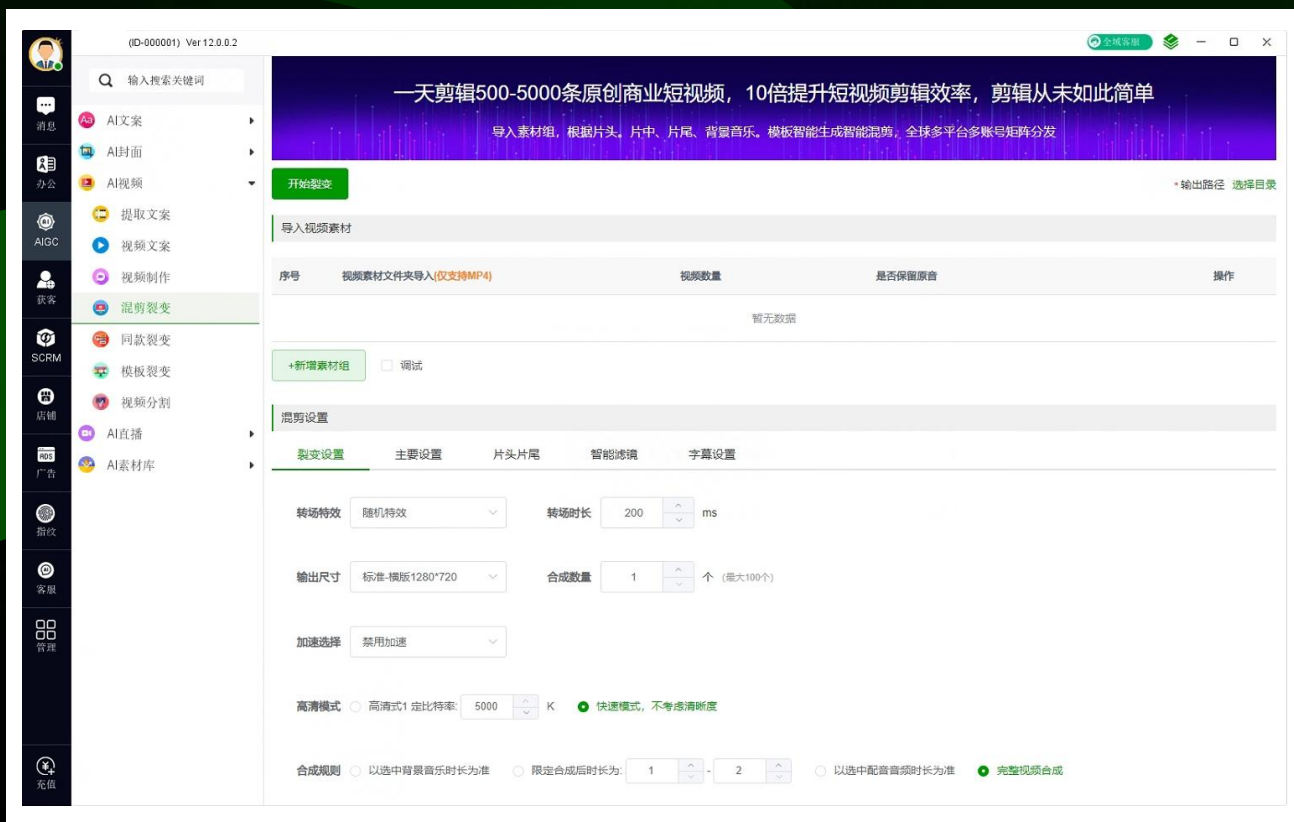 (ID-000001) Ver 12.0.0.2
全域客服
消息
办公
AIGC
获客
SCRM
店铺
ADS
广告
指纹
客服
管理
充值
输入搜索关键词
AI文案
AI封面
AI视频
提取文案
视频文案
视频制作
混剪裂变
同款裂变
模板裂变
视频分割
AI直播
AI素材库
一天剪辑500-5000条原创商业短视频，10倍提升短视频剪辑效率，剪辑从未如此简单
导入素材组，根据片头。片中、片尾、背景音乐。模板智能生成智能混剪，全球多平台多账号矩阵分发
开始裂变 *输出路径 选择目录
导入视频素材
序号 视频素材文件夹导入(仅支持MP4) 视频数量 是否保留原音 操作
暂无数据
+新增素材组 调试
混剪设置
裂变设置 主要设置 片头片尾 智能滤镜 字幕设置
转场特效 随机特效 转场时长 200 ms
输出尺寸 标准-横版1280*720 合成数量 1 个 (最大100个)
加速选择 禁用加速
高清模式 高清式1 定比特率: 5000 K 快速模式，不考虑清晰度
合成规则 以选中背景音乐时长为准 限定合成后时长为: 1 - 2 以选中配音音频时长为准 完整视频合成